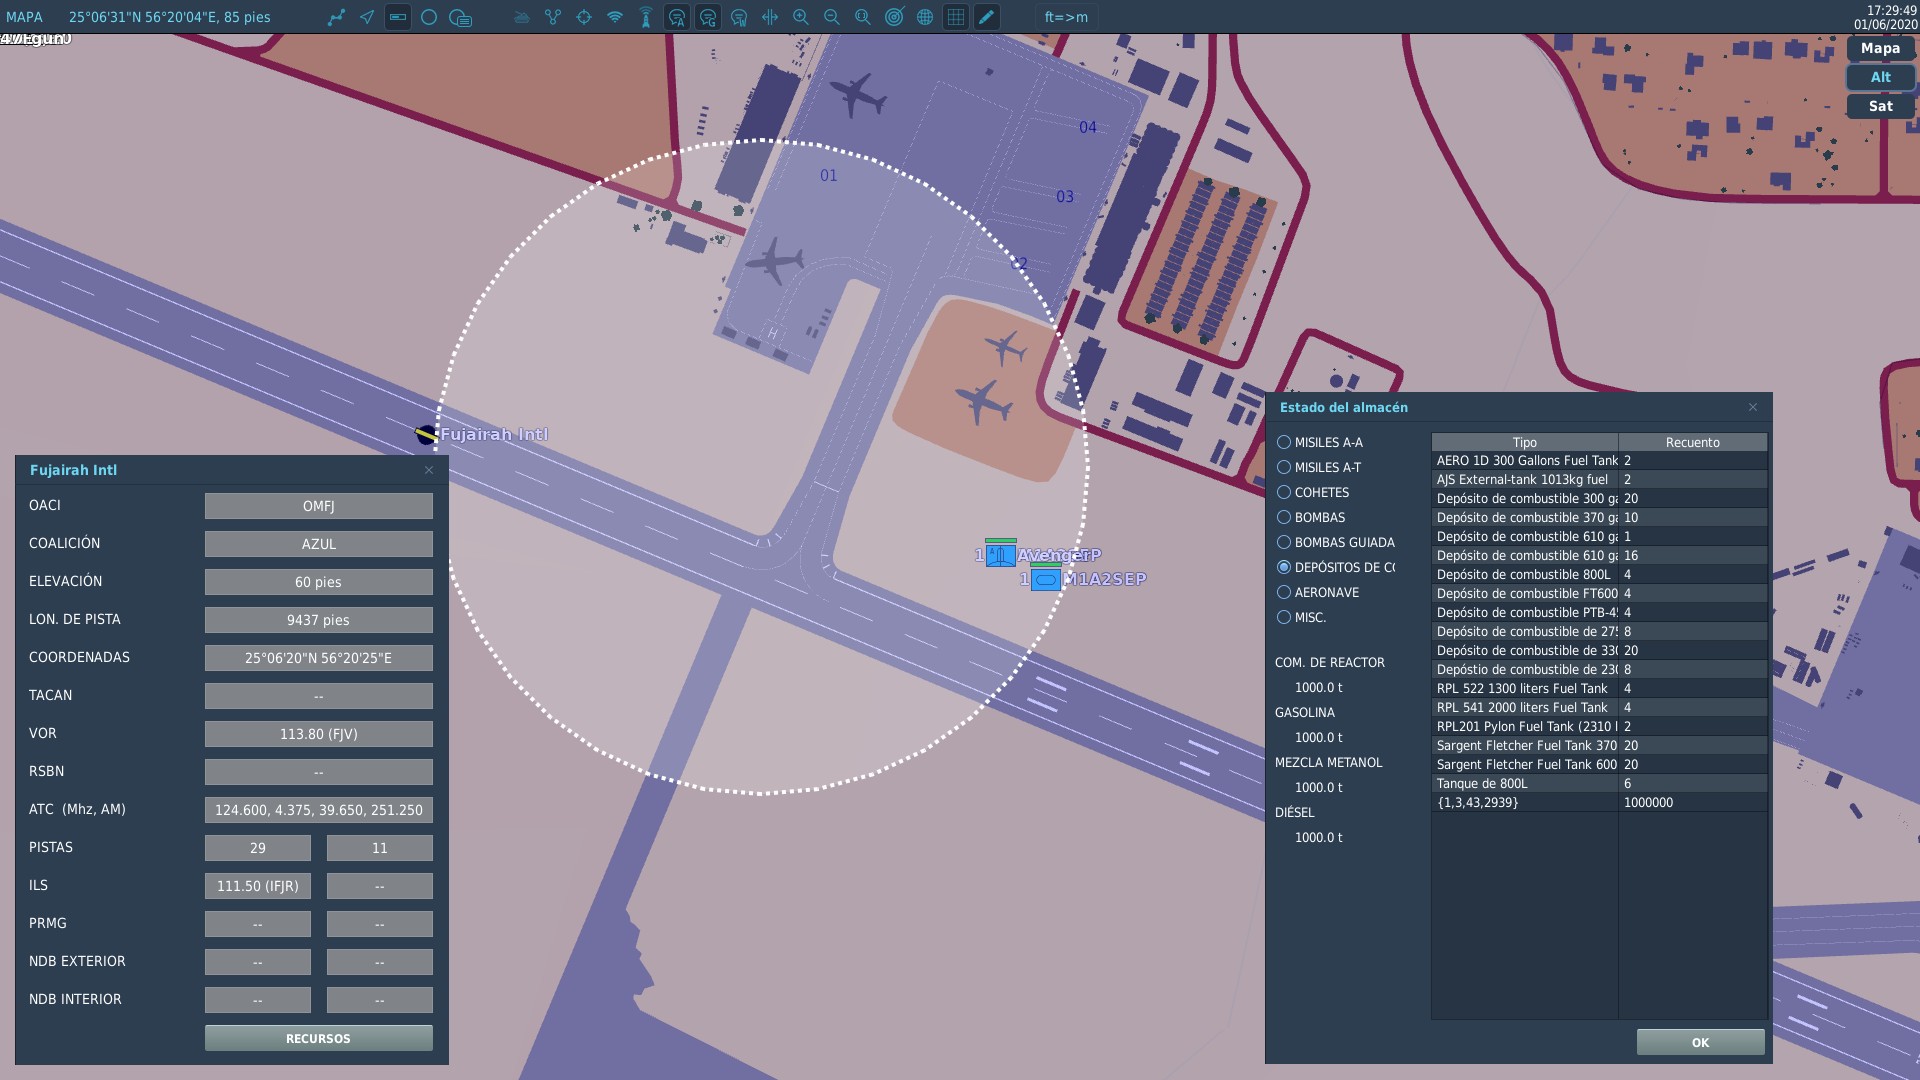 MAPA
25°06'31"N 56°20'04"E, 85 pies
ft=>m
17:29:49
01/06/2020
Mapa
Alt
Sat
01
04
03
02
H
Fujairah Intl
1 Avenger
1 M1A2SEP
Fujairah Intl
OACI OMFJ
COALICIÓN AZUL
ELEVACIÓN 60 pies
LON. DE PISTA 9437 pies
COORDENADAS 25°06'20"N 56°20'25"E
TACAN --
VOR 113.80 (FJV)
RSBN --
ATC (Mhz, AM) 124.600, 4.375, 39.650, 251.250
PISTAS 29 11
ILS 111.50 (IFJR) --
PRMG -- --
NDB EXTERIOR -- --
NDB INTERIOR -- --
RECURSOS
Estado del almacén
MISILES A-A
MISILES A-T
COHETES
BOMBAS
BOMBAS GUIADA
DEPÓSITOS DE CO
AERONAVE
MISC.
COM. DE REACTOR
1000.0 t
GASOLINA
1000.0 t
MEZCLA METANOL
1000.0 t
DIÉSEL
1000.0 t
Tipo Recuento
AERO 1D 300 Gallons Fuel Tank 2
AJS External-tank 1013kg fuel 2
Depósito de combustible 300 ga 20
Depósito de combustible 370 ga 10
Depósito de combustible 610 ga 1
Depósito de combustible 610 ga 16
Depósito de combustible 800L 4
Depósito de combustible FT600 4
Depósito de combustible PTB-45 4
Depósito de combustible de 275 8
Depósito de combustible de 330 20
Depóstio de combustible de 230 8
RPL 522 1300 liters Fuel Tank 4
RPL 541 2000 liters Fuel Tank 4
RPL201 Pylon Fuel Tank (2310 l 2
Sargent Fletcher Fuel Tank 370 20
Sargent Fletcher Fuel Tank 600 20
Tanque de 800L 6
{1,3,43,2939} 1000000
OK